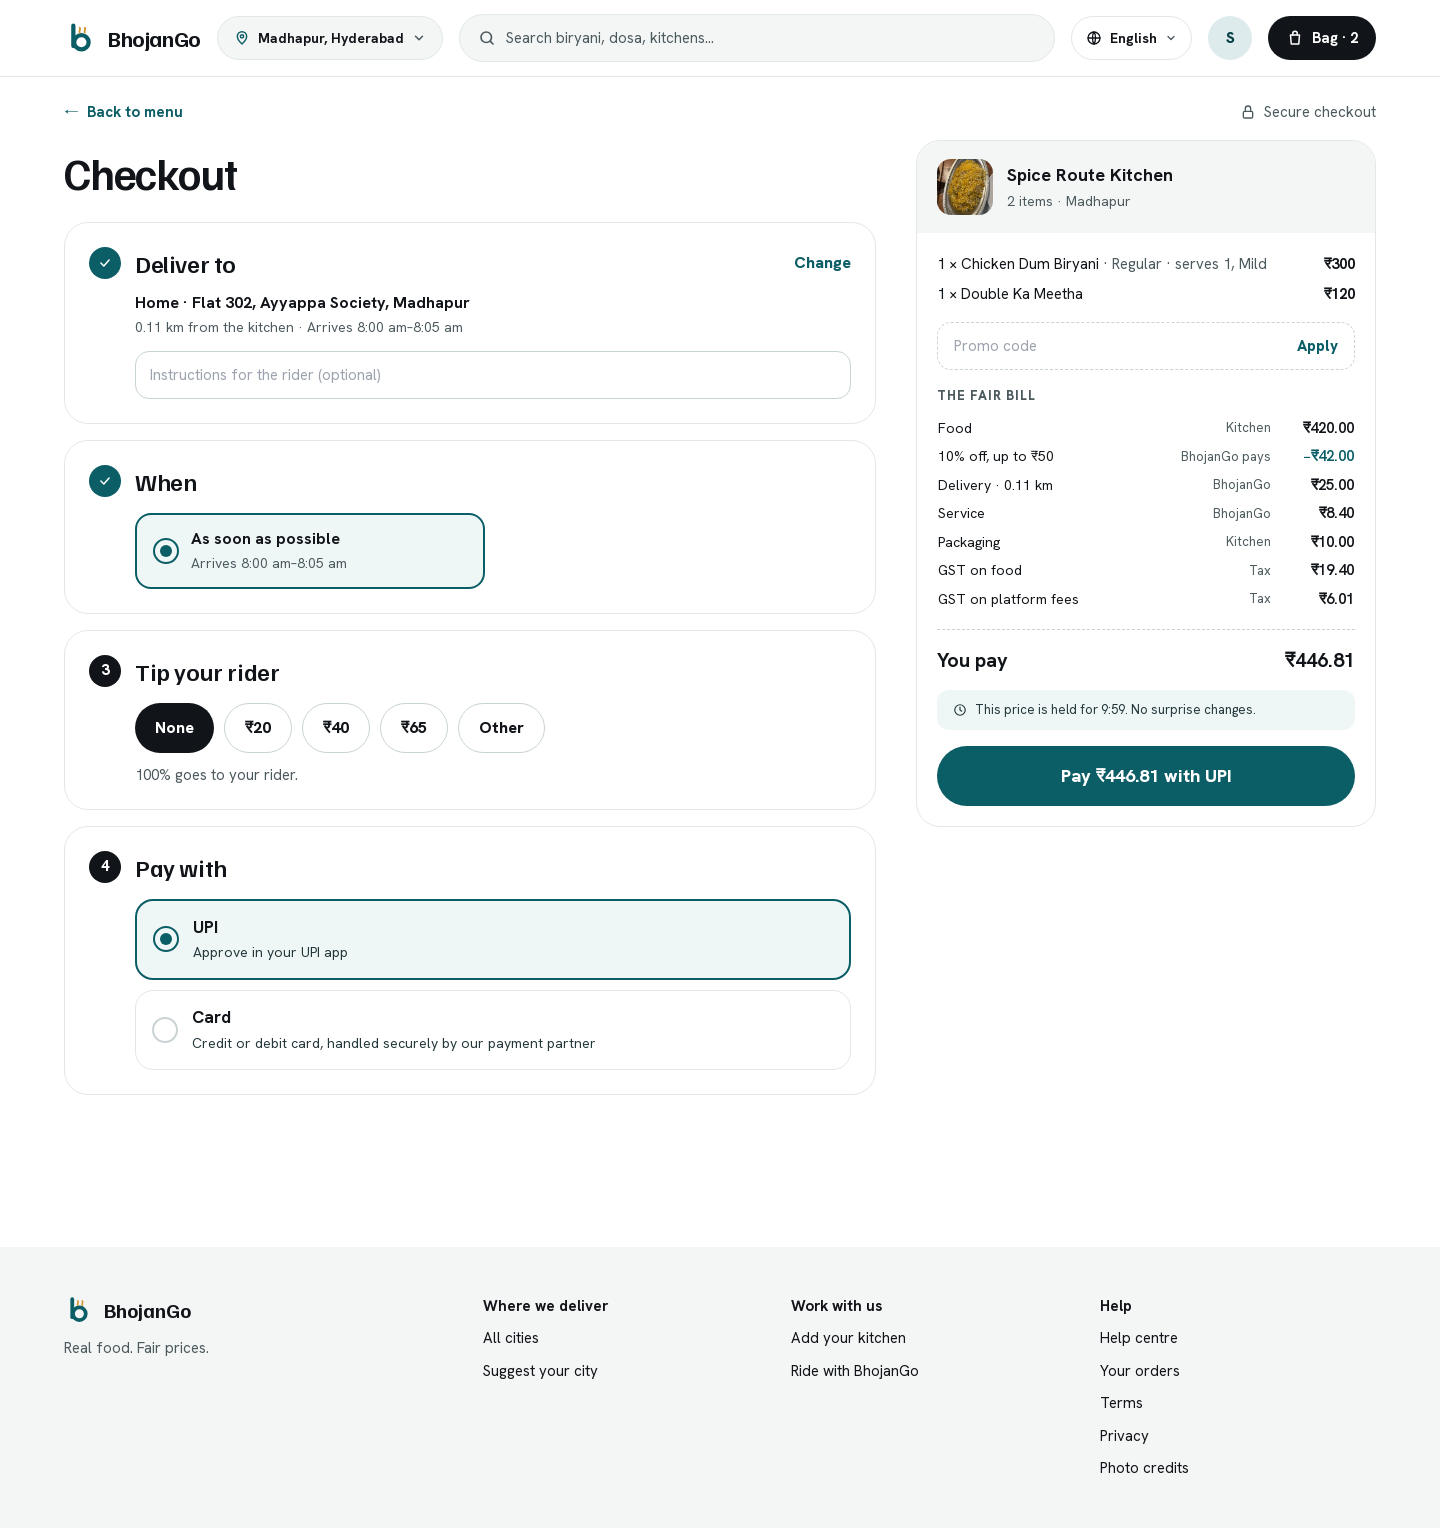 BhojanGo
Madhapur, Hyderabad
Search biryani, dosa, kitchens...
English
S
Bag · 2
← Back to menu
Secure checkout
Checkout
Deliver to
Change
Home · Flat 302, Ayyappa Society, Madhapur
0.11 km from the kitchen · Arrives 8:00 am–8:05 am
Instructions for the rider (optional)
When
As soon as possible
Arrives 8:00 am–8:05 am
3
Tip your rider
None
₹20
₹40
₹65
Other
100% goes to your rider.
4
Pay with
UPI
Approve in your UPI app
Card
Credit or debit card, handled securely by our payment partner
Spice Route Kitchen
2 items · Madhapur
1 × Chicken Dum Biryani · Regular · serves 1, Mild ₹300
1 × Double Ka Meetha ₹120
Promo code Apply
THE FAIR BILL
Food Kitchen ₹420.00
10% off, up to ₹50 BhojanGo pays −₹42.00
Delivery · 0.11 km BhojanGo ₹25.00
Service BhojanGo ₹8.40
Packaging Kitchen ₹10.00
GST on food Tax ₹19.40
GST on platform fees Tax ₹6.01
You pay ₹446.81
This price is held for 9:59. No surprise changes.
Pay ₹446.81 with UPI
BhojanGo
Real food. Fair prices.
Where we deliver
All cities
Suggest your city
Work with us
Add your kitchen
Ride with BhojanGo
Help
Help centre
Your orders
Terms
Privacy
Photo credits